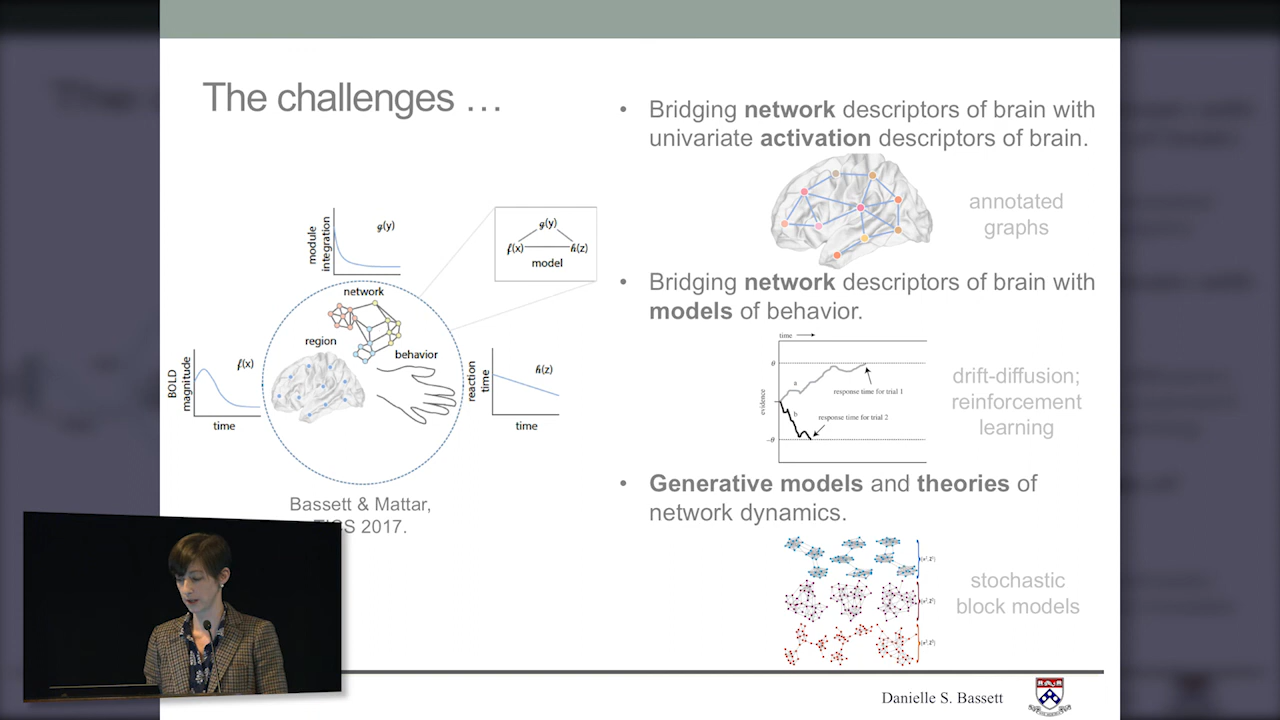 The challenges …
module
integration
g(y)
g(y)
f(x)
h(z)
model
network
region
behavior
BOLD
magnitude
f(x)
time
reaction
time
h(z)
time
Bassett & Mattar,
TICS 2017.
• Bridging network descriptors of brain with
univariate activation descriptors of brain.
annotated
graphs
• Bridging network descriptors of brain with
models of behavior.
time
θ
a
response time for trial 1
evidence
b
response time for trial 2
−θ
drift-diffusion;
reinforcement
learning
• Generative models and theories of
network dynamics.
stochastic
block models
Danielle S. Bassett